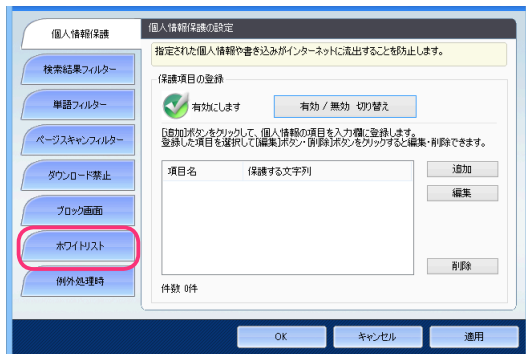 個人情報保護
検索結果フィルター
単語フィルター
ページスキャンフィルター
ダウンロード禁止
ブロック画面
ホワイトリスト
例外処理時
個人情報保護の設定
指定された個人情報や書き込みがインターネットに流出することを防止します。
保護項目の登録
有効にします
有効 / 無効 切り替え
[追加]ボタンをクリックして、個人情報の項目を入力欄に登録します。
登録した項目を選択して[編集]ボタン・[削除]ボタンをクリックすると編集・削除できます。
項目名 保護する文字列
追加
編集
削除
件数 0件
OK キャンセル 適用